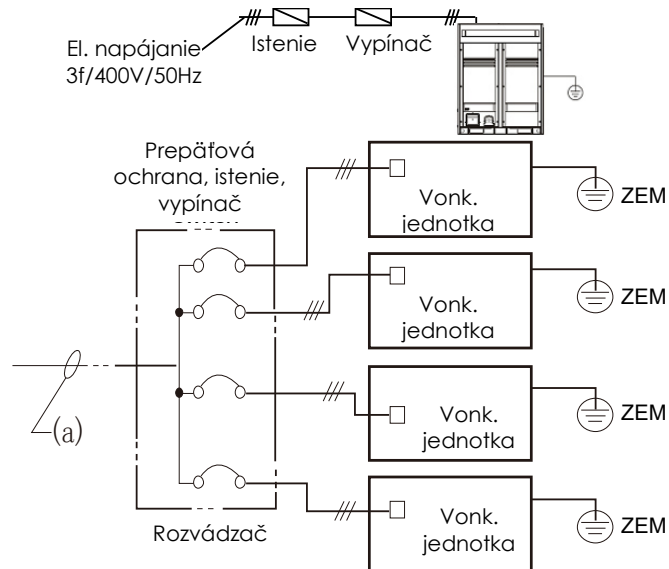 El. napájanie
3f/400V/50Hz
Istenie
Vypínač
Prepäťová
ochrana, istenie,
vypínač
Vonk.
jednotka
ZEM
Vonk.
jednotka
ZEM
Vonk.
jednotka
ZEM
Vonk.
jednotka
ZEM
(a)
Rozvádzač